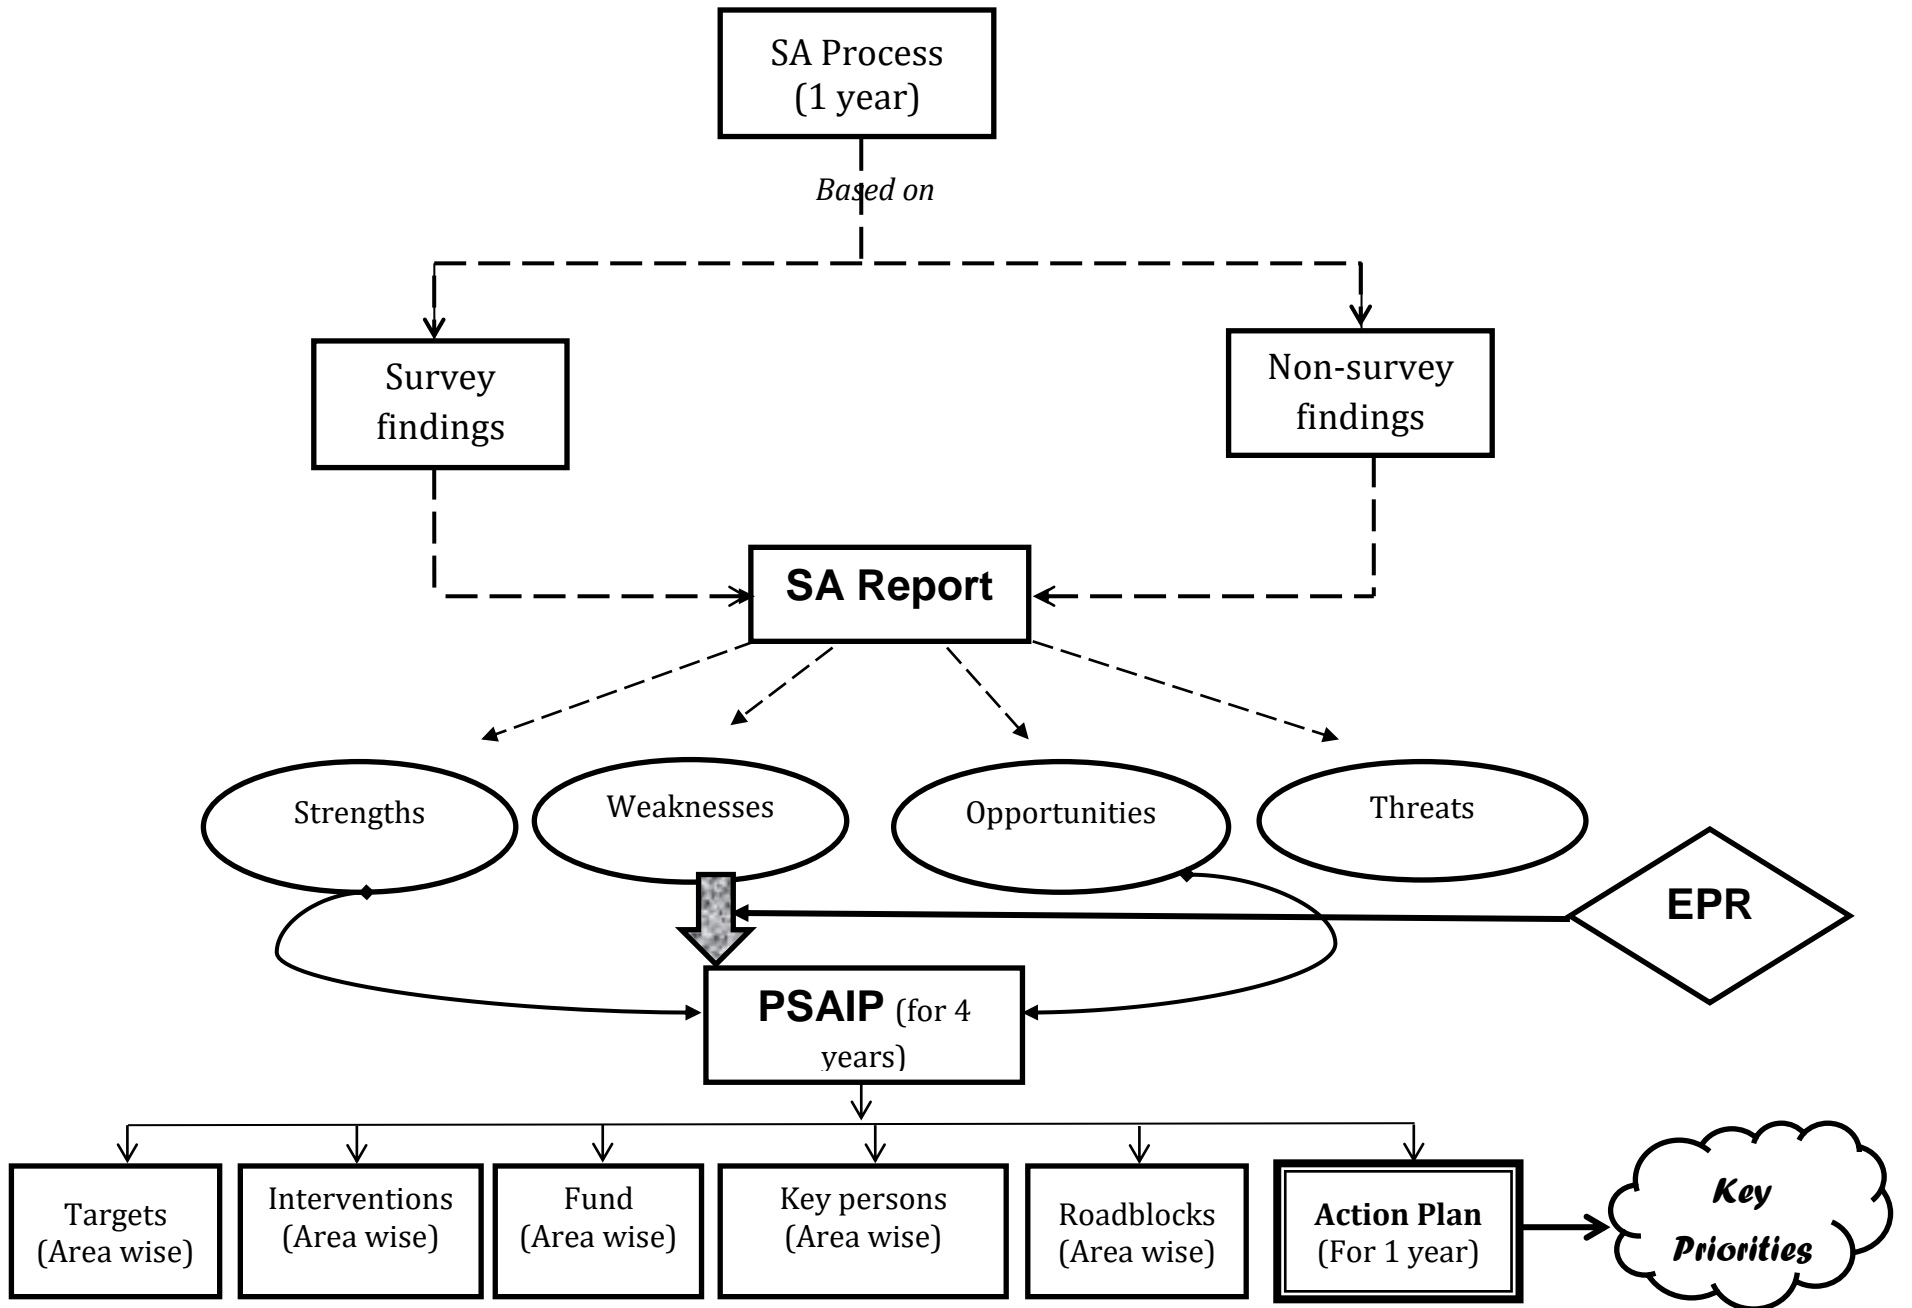 SA Process
(1 year)
Based on
Survey
findings
Non-survey
findings
SA Report
Strengths
Weaknesses
Opportunities
Threats
EPR
PSAIP (for 4
years)
Targets
(Area wise)
Interventions
(Area wise)
Fund
(Area wise)
Key persons
(Area wise)
Roadblocks
(Area wise)
Action Plan
(For 1 year)
Key
Priorities